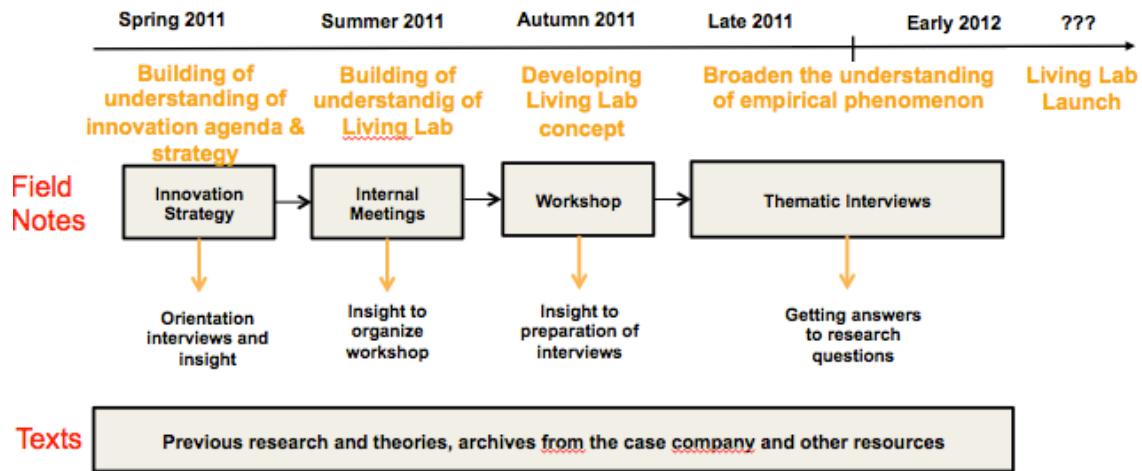 Spring 2011
Summer 2011
Autumn 2011
Late 2011
Early 2012
???
Building of
understanding of
innovation agenda &
strategy
Building of
understandig of
Living Lab
Developing
Living Lab
concept
Broaden the understanding
of empirical phenomenon
Living Lab
Launch
Field
Notes
Innovation
Strategy
Internal
Meetings
Workshop
Thematic Interviews
Orientation
interviews and
insight
Insight to
organize
workshop
Insight to
preparation of
interviews
Getting answers
to research
questions
Texts
Previous research and theories, archives from the case company and other resources